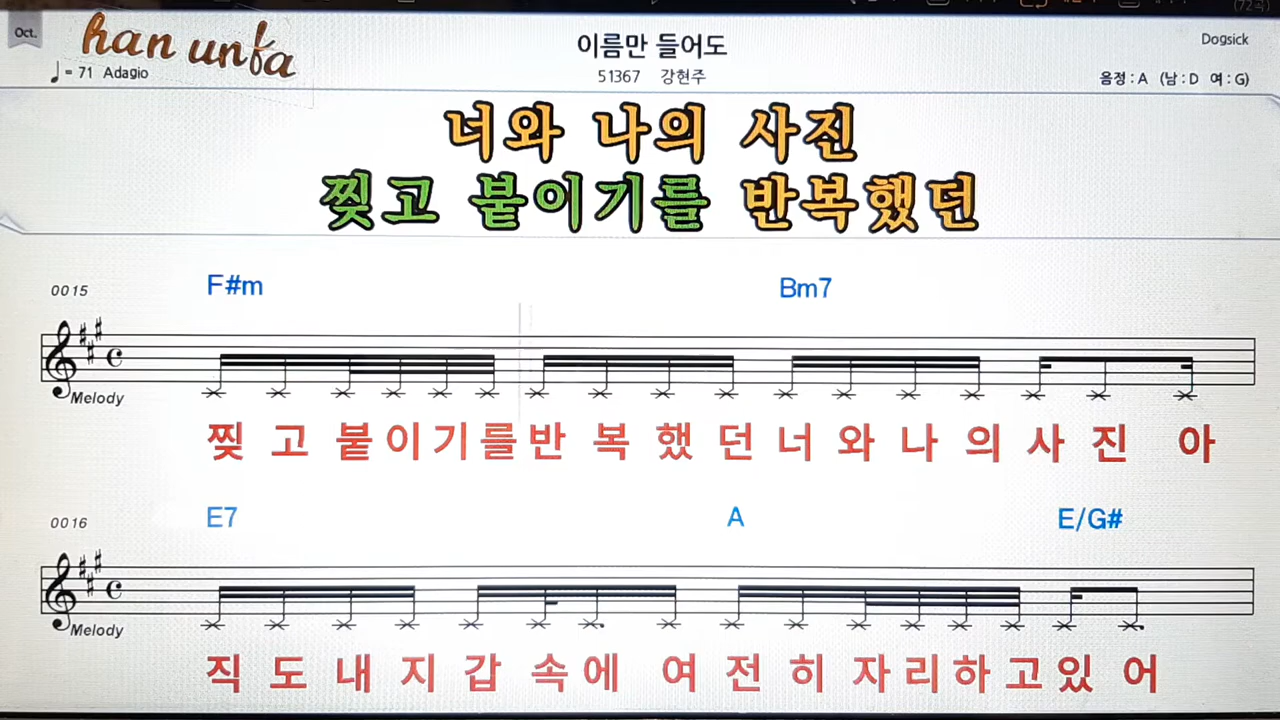 Oct.
han unfa
이름만 들어도
Dogsick
♩ = 71 Adagio
51367 강현주
음정 : A (남 : D 여 : G)
너와 나의 사진
찢고 붙이기를 반복했던
0015
F#m Bm7
Melody
찢 고 붙 이 기 를 반 복 했 던 너 와 나 의 사 진 아
0016
E7 A E/G#
Melody
직 도 내 지 갑 속 에 여 전 히 자 리 하 고 있 어